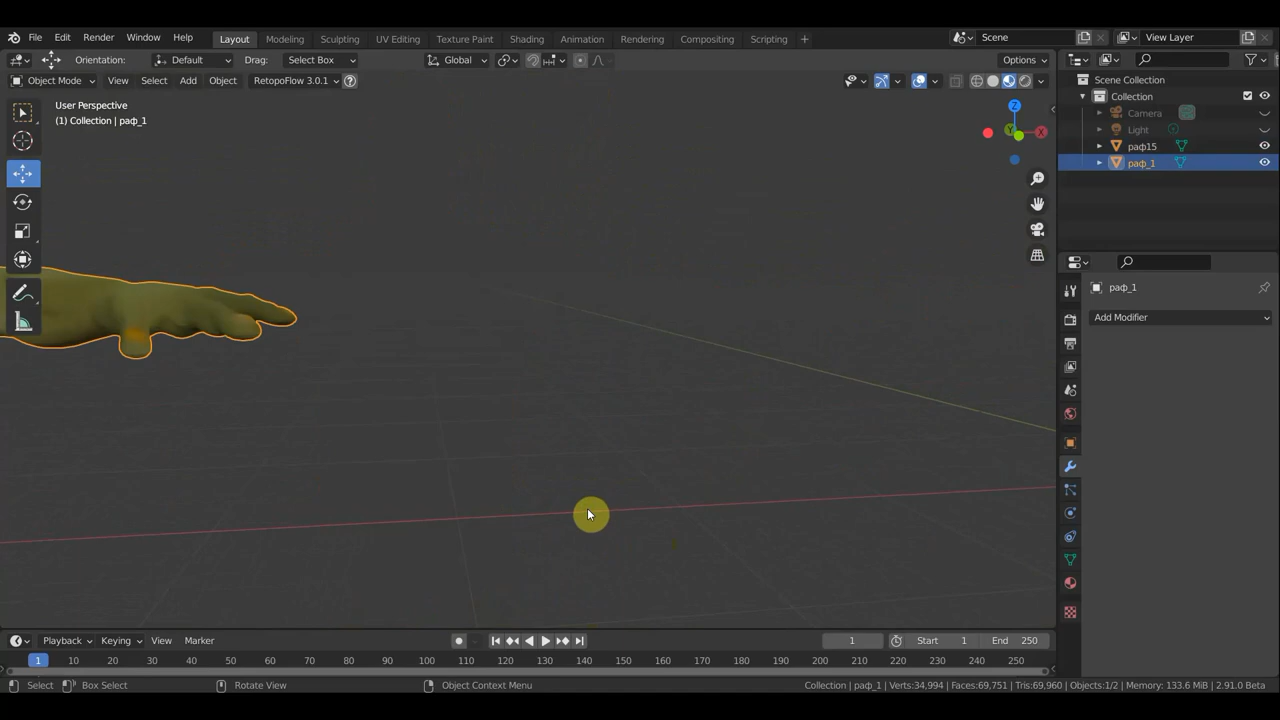 File Edit Render Window Help Layout Modeling Sculpting UV Editing Texture Paint Shading Animation Rendering Compositing Scripting + Scene View Layer
Orientation: Default Drag: Select Box Global Options
Object Mode View Select Add Object RetopoFlow 3.0.1
User Perspective
(1) Collection | раф_1
Z
Y
X
Scene Collection
Collection
Camera
Light
раф15
раф_1
раф_1
Add Modifier
Playback Keying View Marker 1 Start 1 End 250
1 10 20 30 40 50 60 70 80 90 100 110 120 130 140 150 160 170 180 190 200 210 220 230 240 250
Select Box Select Rotate View Object Context Menu Collection | раф_1 | Verts:34,994 | Faces:69,751 | Tris:69,960 | Objects:1/2 | Memory: 133.6 MiB | 2.91.0 Beta